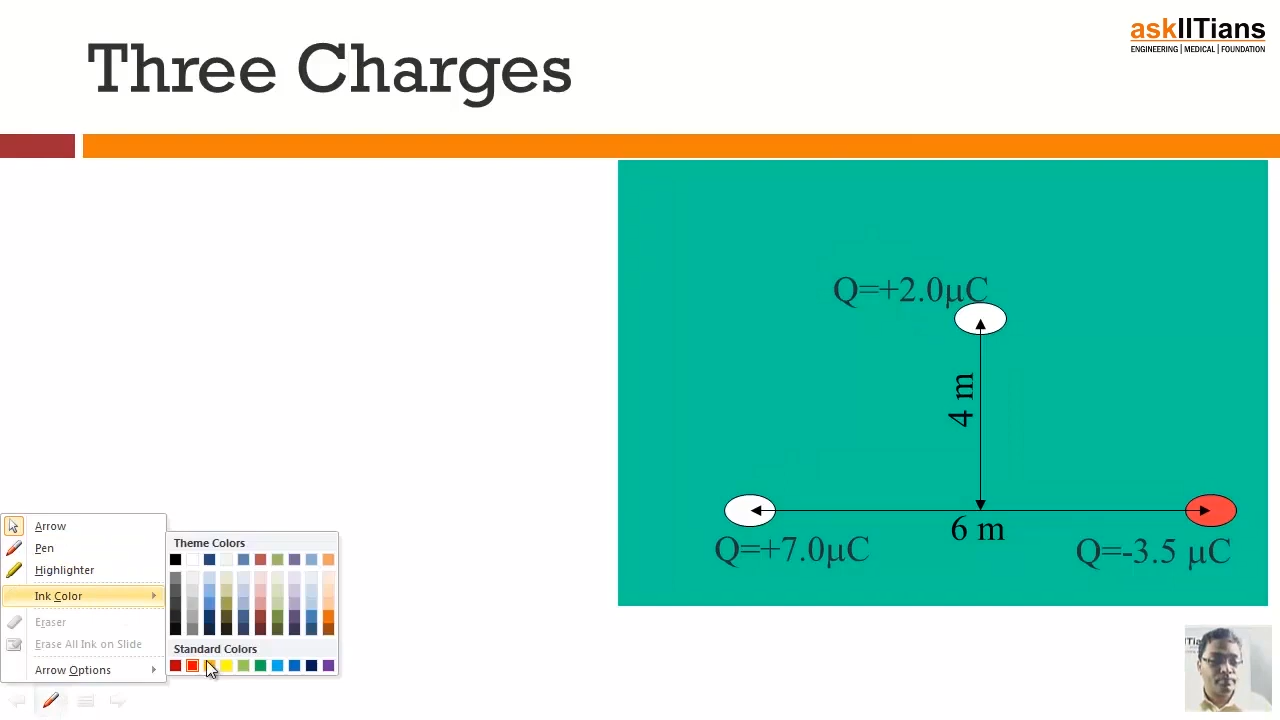 Three Charges
askIITians
ENGINEERING | MEDICAL | FOUNDATION
Q=+2.0μC
4 m
6 m
Q=+7.0μC
Q=-3.5 μC
Arrow
Pen
Highlighter
Ink Color
Eraser
Erase All Ink on Slide
Arrow Options
Theme Colors
Standard Colors